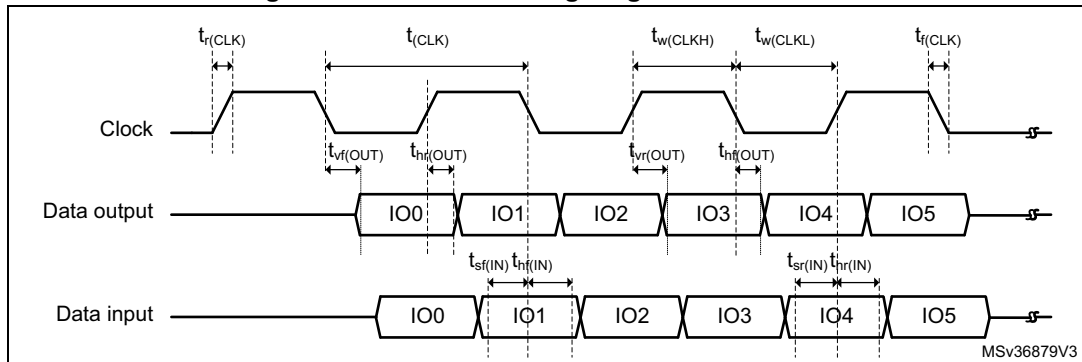 t_r(CLK) t_(CLK) t_w(CLKH) t_w(CLKL) t_f(CLK)
Clock
t_vf(OUT) t_hr(OUT) t_vr(OUT) t_hf(OUT)
Data output IO0 IO1 IO2 IO3 IO4 IO5
t_sf(IN) t_hf(IN) t_sr(IN) t_hr(IN)
Data input IO0 IO1 IO2 IO3 IO4 IO5
MSv36879V3